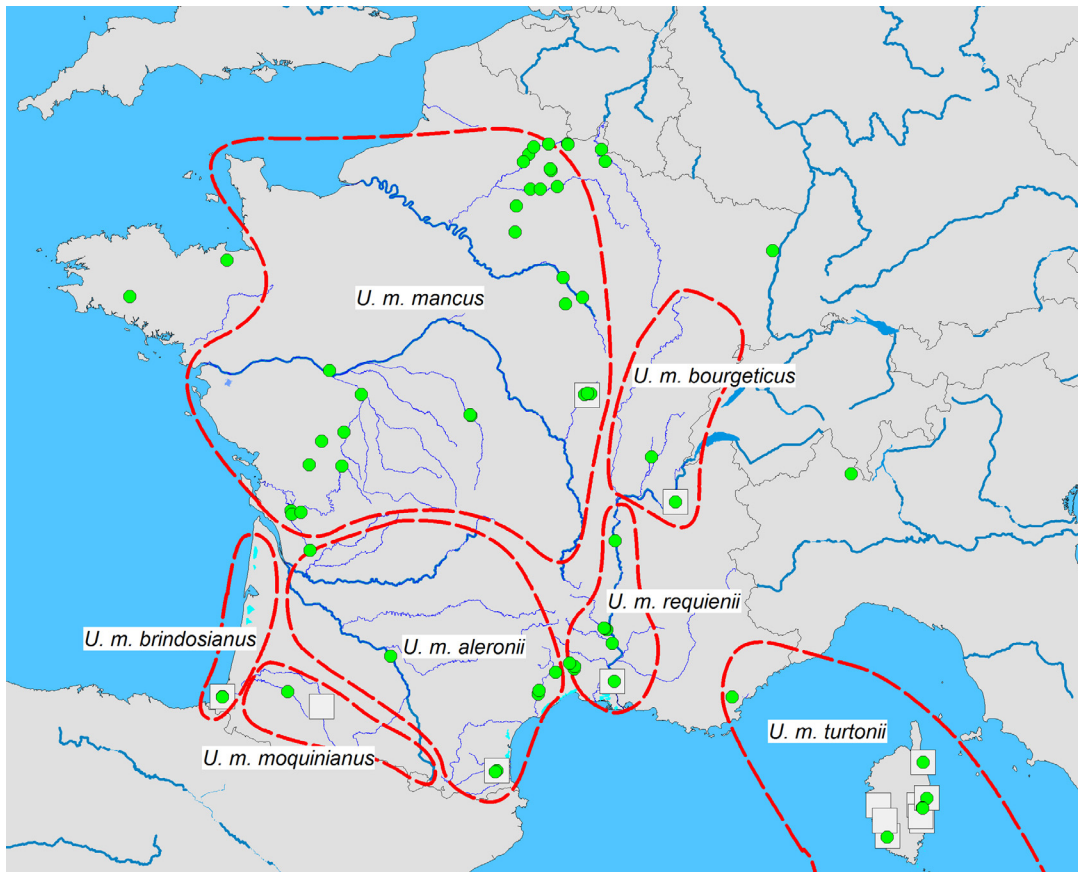 U. m. mancus
U. m. bourgeticus
U. m. requienii
U. m. brindosianus
U. m. aleronii
U. m. turtonii
U. m. moquinianus